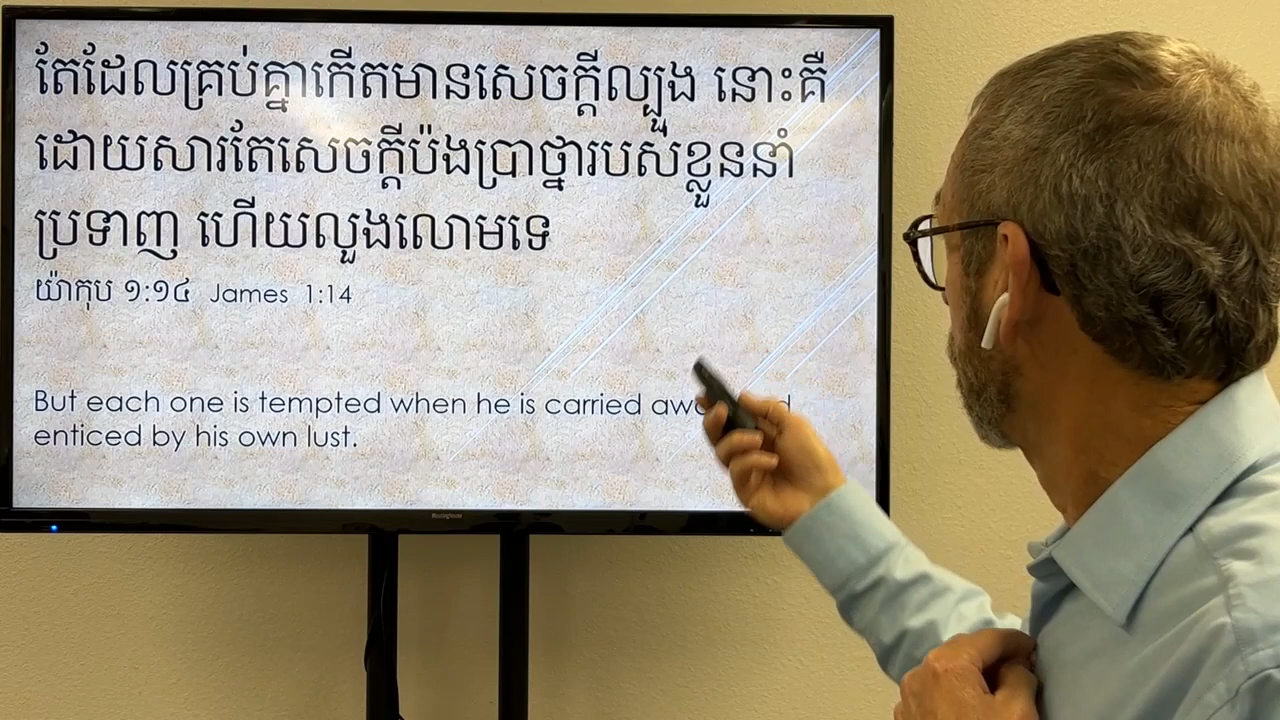 តែដែលគ្រប់គ្នាកើតមានសេចក្ដីល្បួង នោះគឺ
ដោយសារតែសេចក្ដីប៉ងប្រាថ្នារបស់ខ្លួននាំ
ប្រទាញ ហើយលួងលោមទេ
យ៉ាកុប ១:១៤ James 1:14
But each one is tempted when he is carried
enticed by his own lust.
Westinghouse